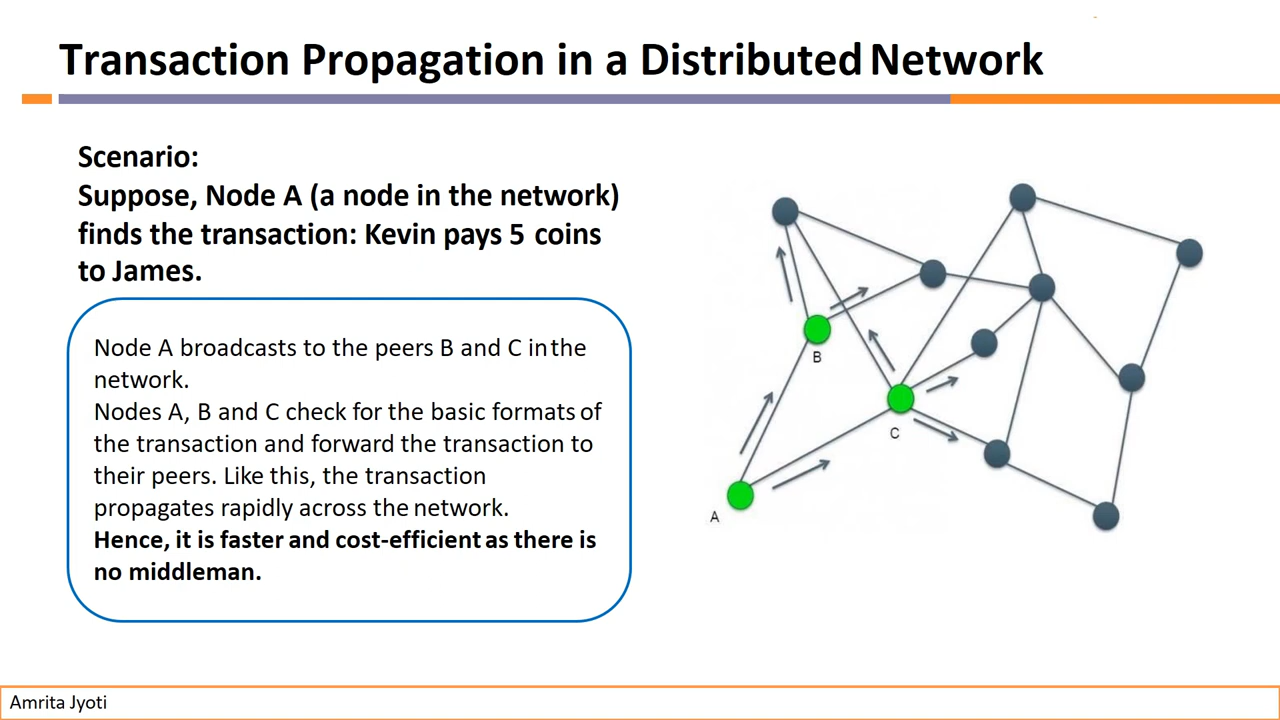 Transaction Propagation in a Distributed Network
Scenario:
Suppose, Node A (a node in the network)
finds the transaction: Kevin pays 5 coins
to James.
Node A broadcasts to the peers B and C in the
network.
Nodes A, B and C check for the basic formats of
the transaction and forward the transaction to
their peers. Like this, the transaction
propagates rapidly across the network.
Hence, it is faster and cost-efficient as there is
no middleman.
B
C
A
Amrita Jyoti